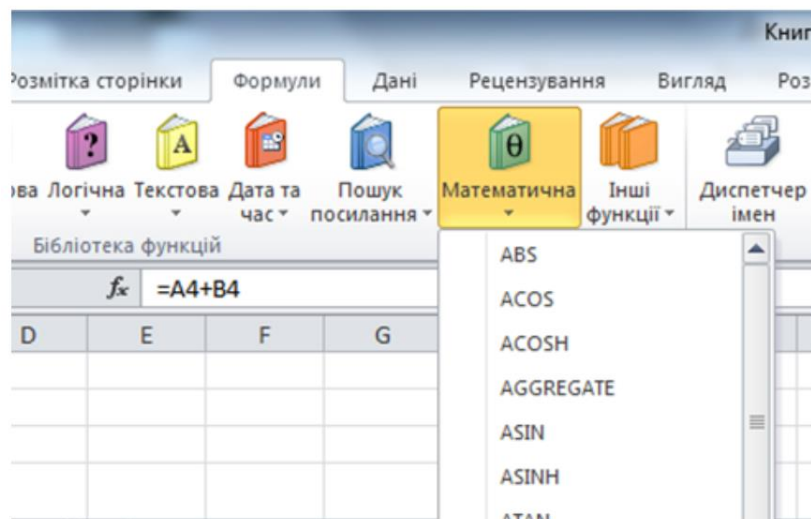 Книг
Розмітка сторінки Формули Дані Рецензування Вигляд Роз
ова Логічна Текстова Дата та час Пошук посилання Математична Інші функції Диспетчер імен
Бібліотека функцій
fx =A4+B4
D E F G
ABS
ACOS
ACOSH
AGGREGATE
ASIN
ASINH
ATAN